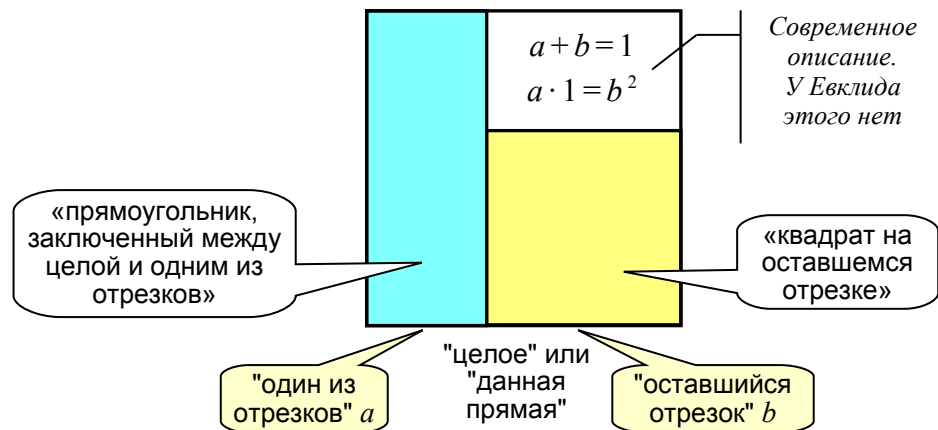 a + b = 1
a · 1 = b²
Современное
описание.
У Евклида
этого нет
«прямоугольник,
заключенный между
целой и одним из
отрезков»
«квадрат на
оставшемся
отрезке»
"один из
отрезков" a
"целое" или
"данная
прямая"
"оставшийся
отрезок" b